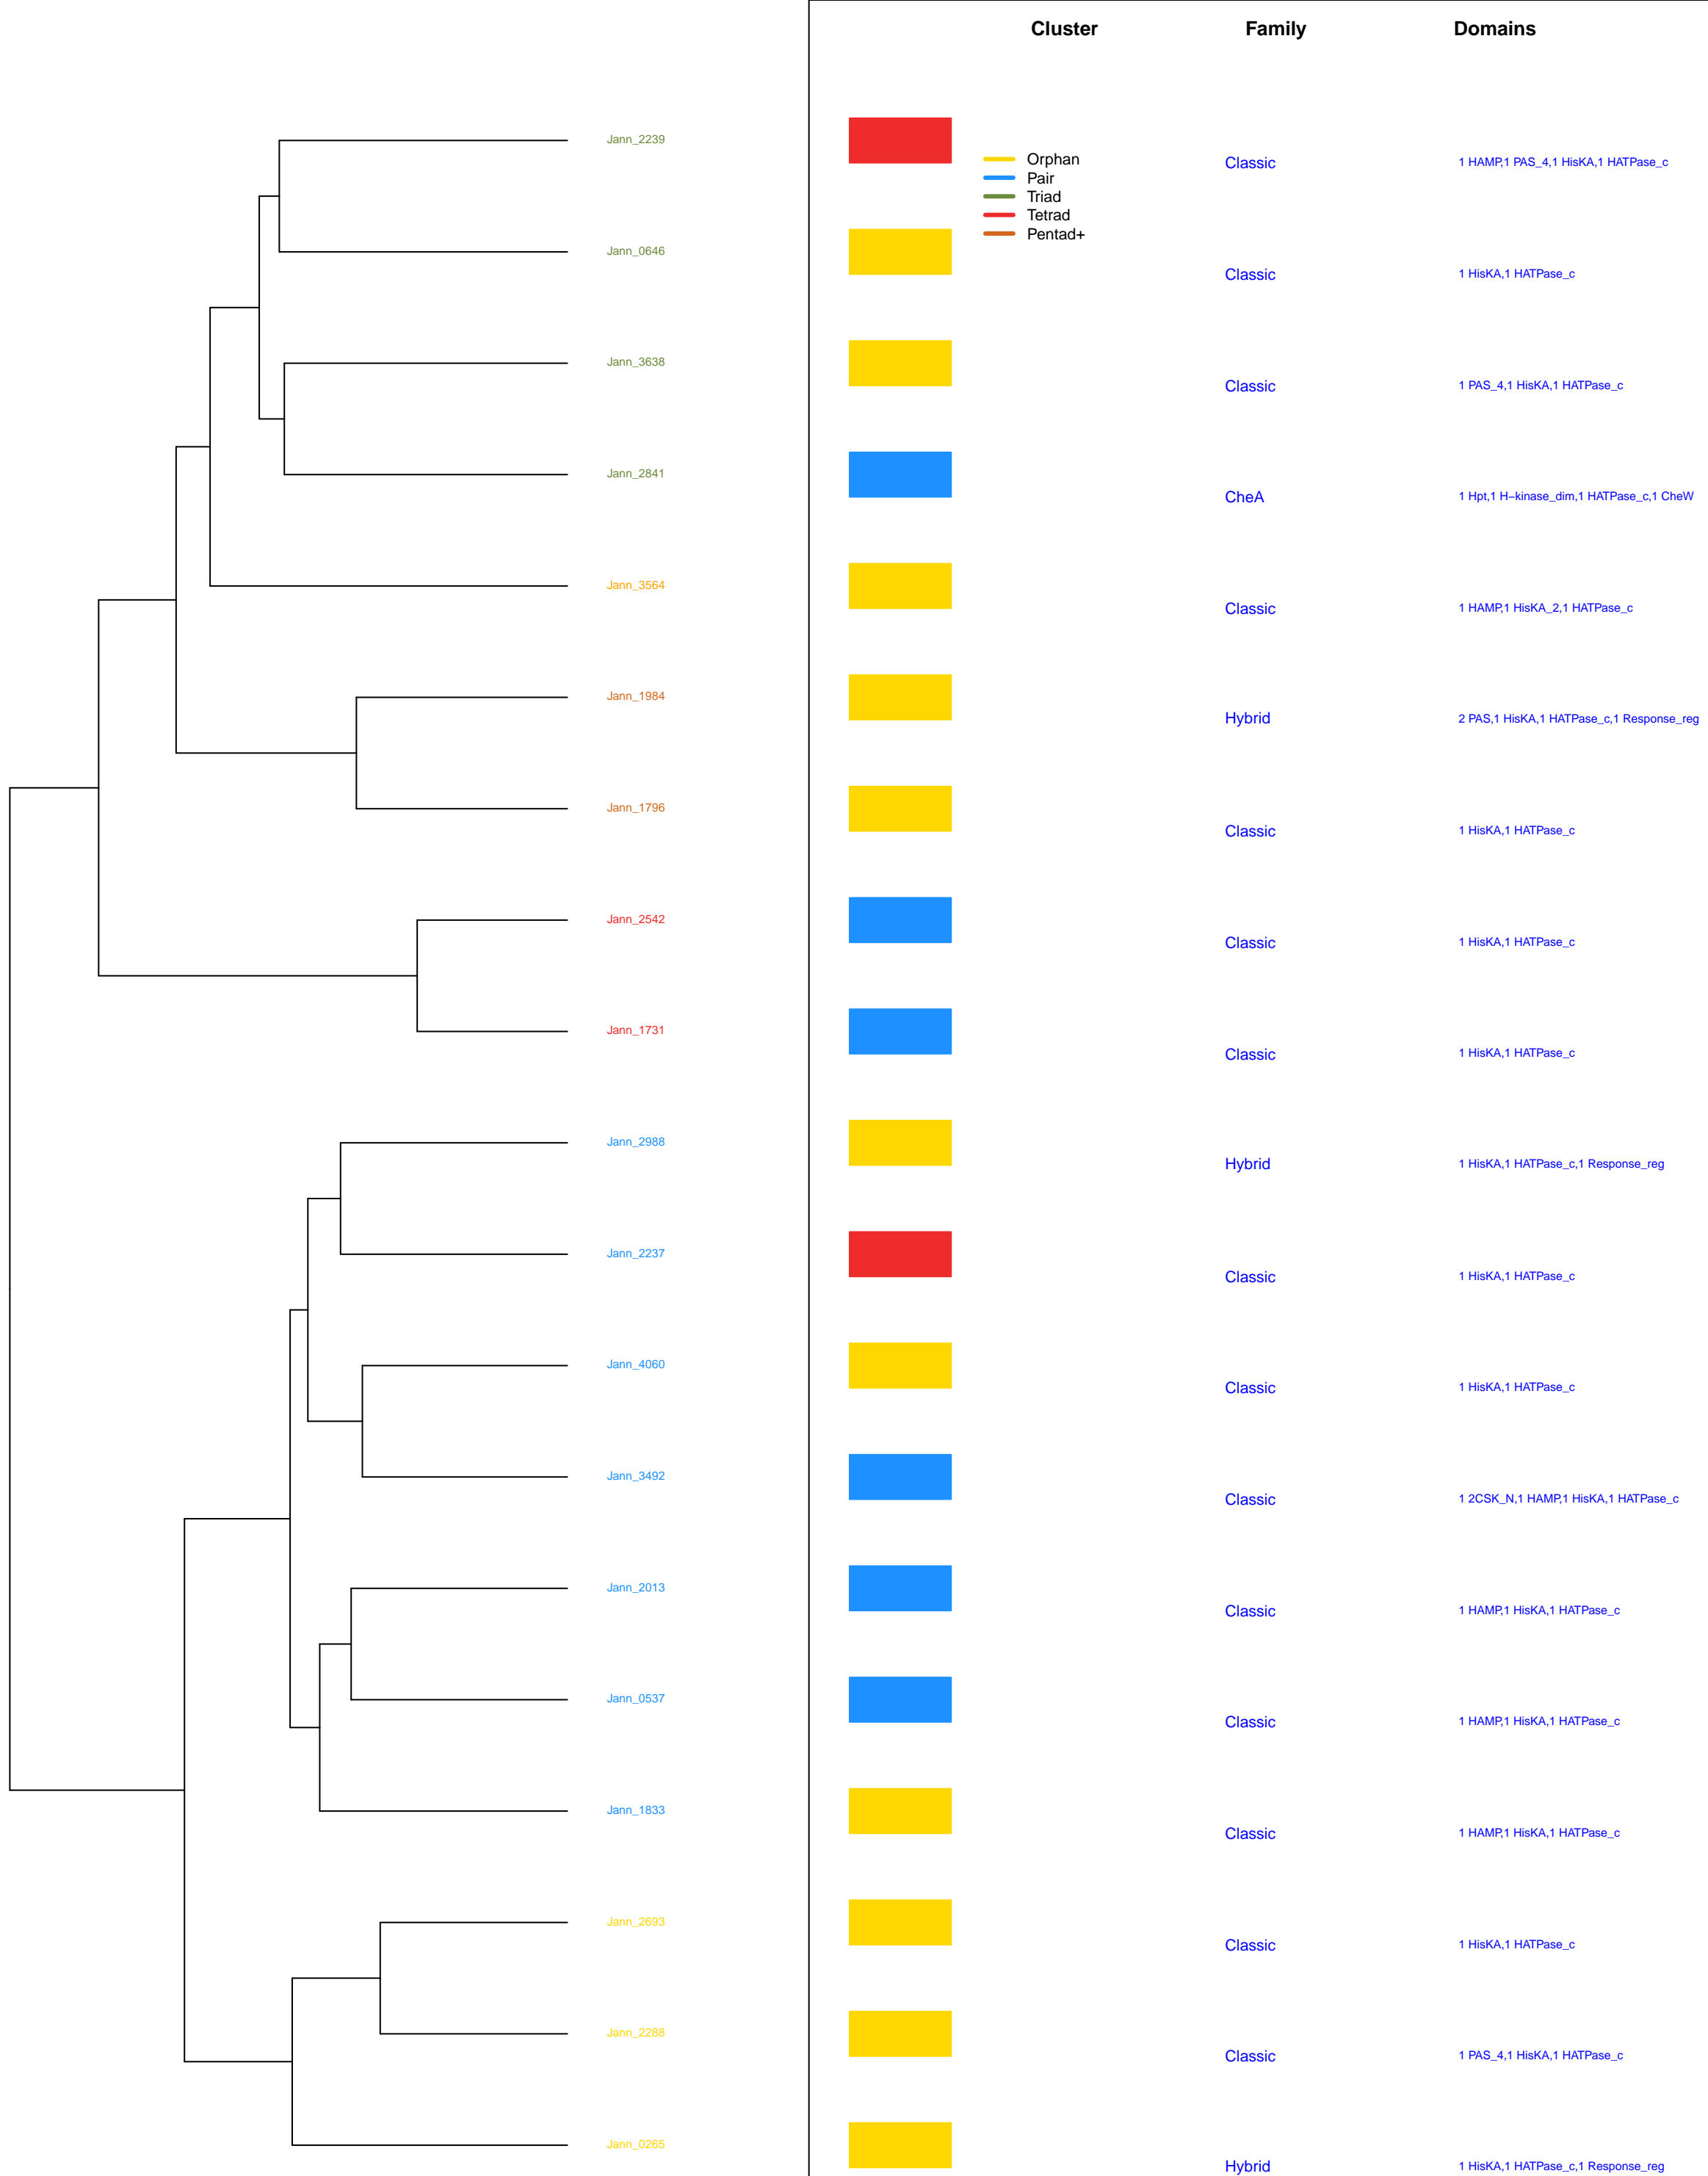 Cluster Family Domains
Jann_2239
Orphan
Pair
Triad
Tetrad
Pentad+
Classic 1 HAMP,1 PAS_4,1 HisKA,1 HATPase_c
Jann_0646
Classic 1 HisKA,1 HATPase_c
Jann_3638
Classic 1 PAS_4,1 HisKA,1 HATPase_c
Jann_2841
CheA 1 Hpt,1 H−kinase_dim,1 HATPase_c,1 CheW
Jann_3564
Classic 1 HAMP,1 HisKA_2,1 HATPase_c
Jann_1984
Hybrid 2 PAS,1 HisKA,1 HATPase_c,1 Response_reg
Jann_1796
Classic 1 HisKA,1 HATPase_c
Jann_2542
Classic 1 HisKA,1 HATPase_c
Jann_1731
Classic 1 HisKA,1 HATPase_c
Jann_2988
Hybrid 1 HisKA,1 HATPase_c,1 Response_reg
Jann_2237
Classic 1 HisKA,1 HATPase_c
Jann_4060
Classic 1 HisKA,1 HATPase_c
Jann_3492
Classic 1 2CSK_N,1 HAMP,1 HisKA,1 HATPase_c
Jann_2013
Classic 1 HAMP,1 HisKA,1 HATPase_c
Jann_0537
Classic 1 HAMP,1 HisKA,1 HATPase_c
Jann_1833
Classic 1 HAMP,1 HisKA,1 HATPase_c
Jann_2693
Classic 1 HisKA,1 HATPase_c
Jann_2288
Classic 1 PAS_4,1 HisKA,1 HATPase_c
Jann_0265
Hybrid 1 HisKA,1 HATPase_c,1 Response_reg